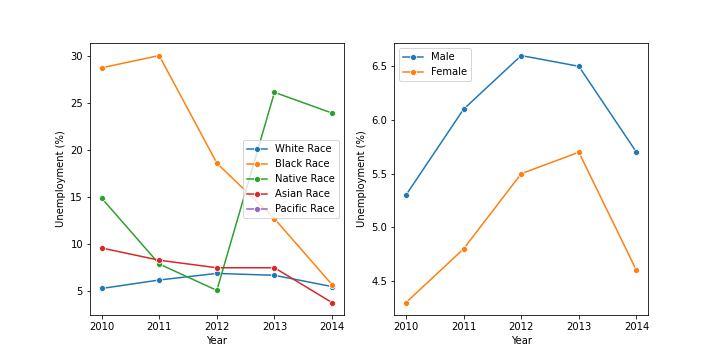 30
25
20
15
10
5
Unemployment (%)
2010 2011 2012 2013 2014
Year
White Race
Black Race
Native Race
Asian Race
Pacific Race
6.5
6.0
5.5
5.0
4.5
Unemployment (%)
2010 2011 2012 2013 2014
Year
Male
Female